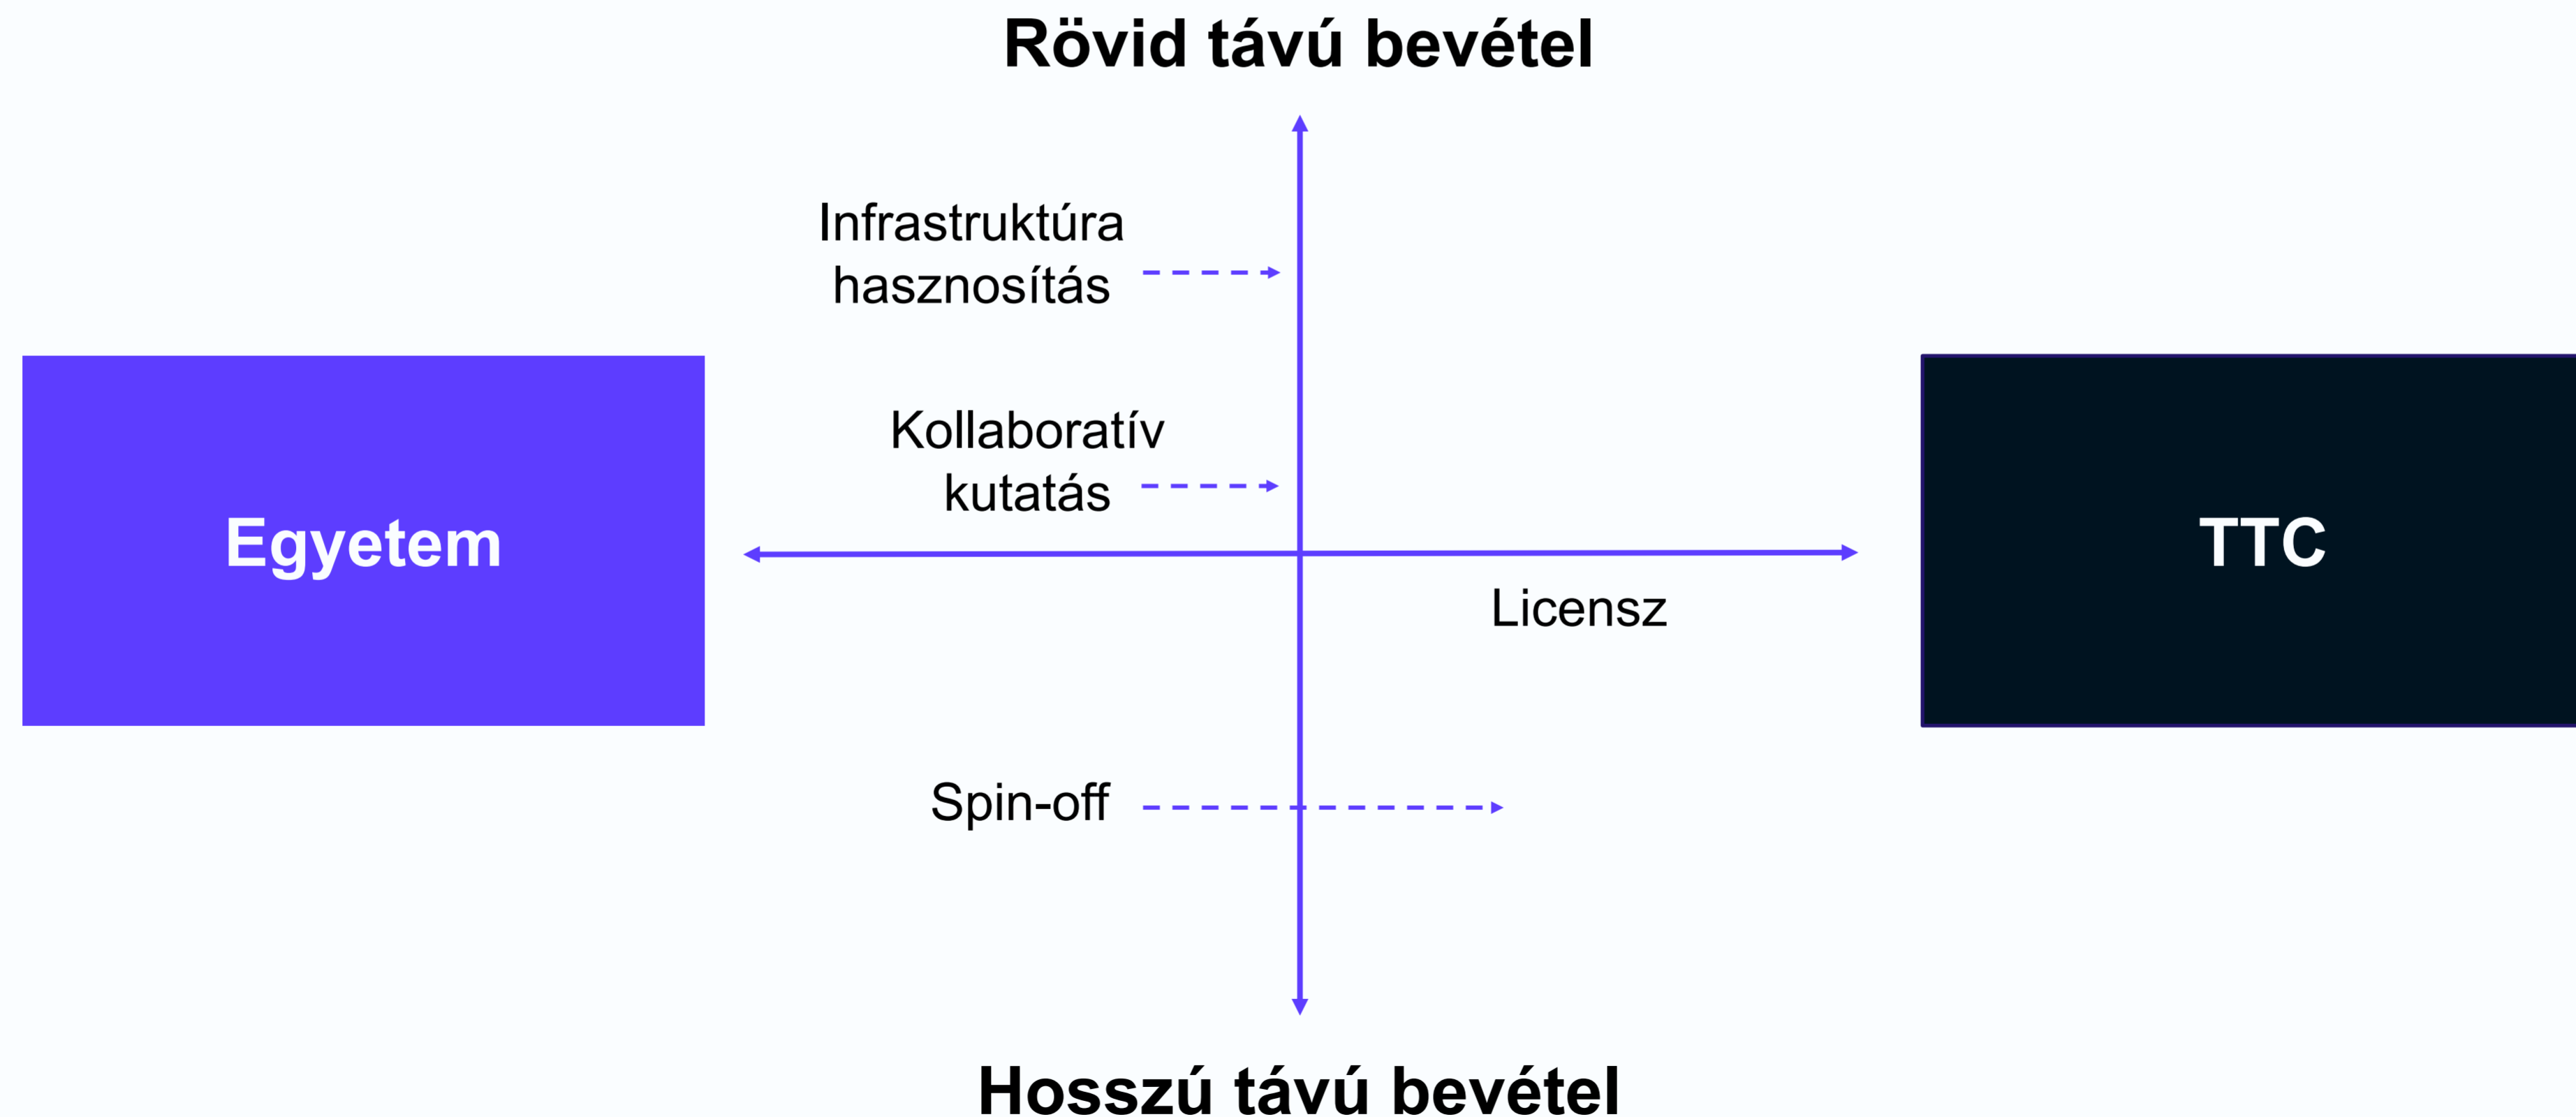 Rövid távú bevétel
Infrastruktúra
hasznosítás
Kollaboratív
kutatás
Egyetem
TTC
Licensz
Spin-off
Hosszú távú bevétel